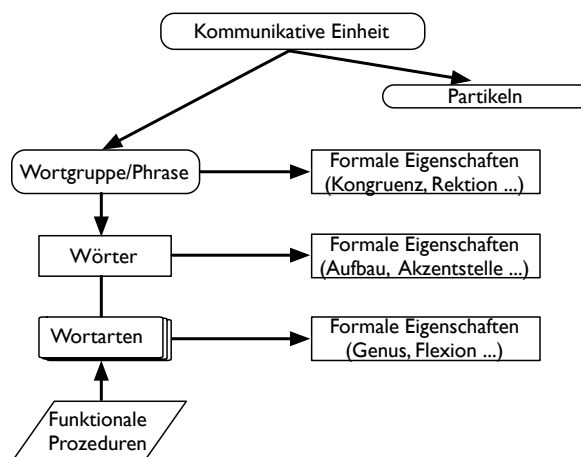 Kommunikative Einheit
Partikeln
Wortgruppe/Phrase
Formale Eigenschaften
(Kongruenz, Rektion ...)
Wörter
Formale Eigenschaften
(Aufbau, Akzentstelle ...)
Wortarten
Formale Eigenschaften
(Genus, Flexion ...)
Funktionale
Prozeduren